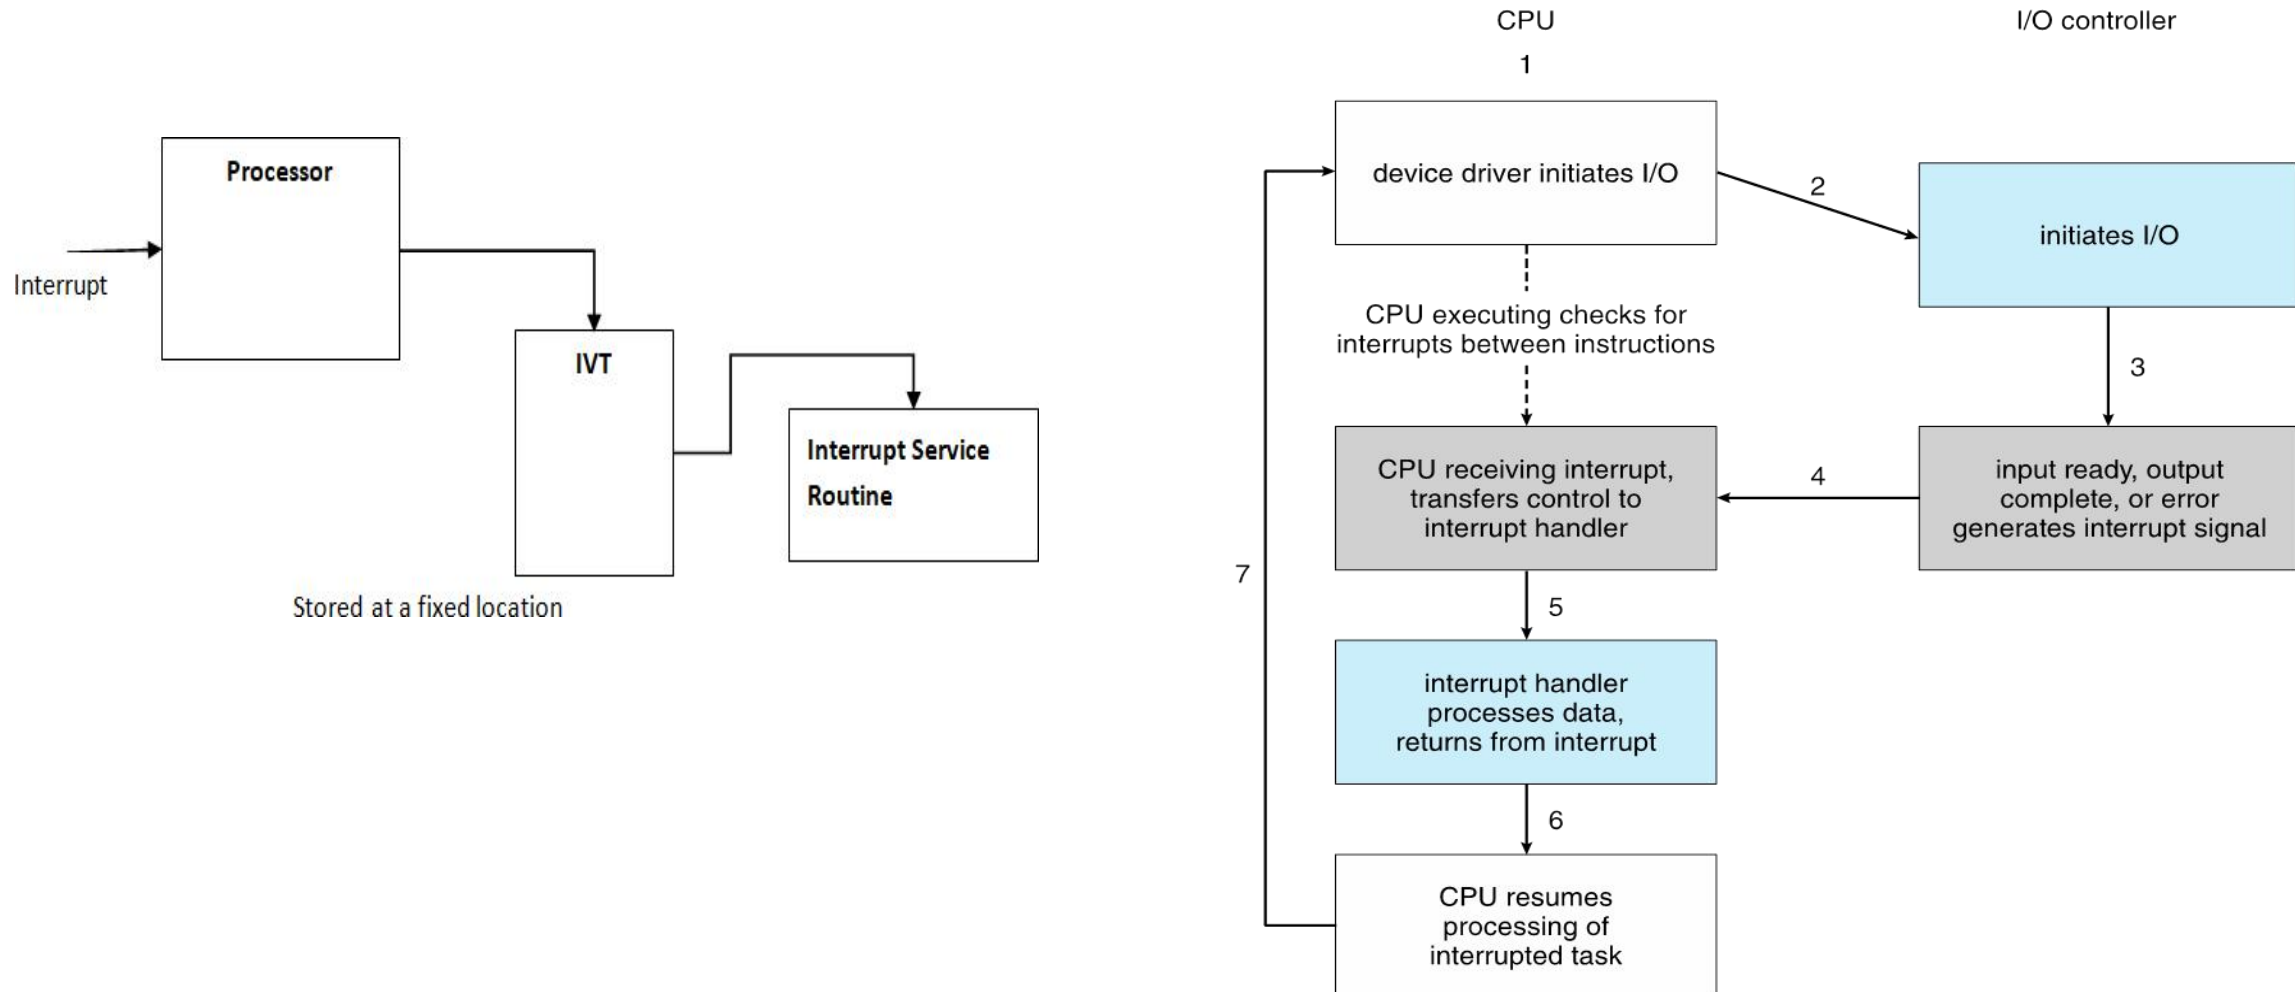 Processor
Interrupt
IVT
Interrupt Service
Routine
Stored at a fixed location
CPU
I/O controller
1
device driver initiates I/O
2
initiates I/O
CPU executing checks for
interrupts between instructions
3
CPU receiving interrupt,
transfers control to
interrupt handler
4
input ready, output
complete, or error
generates interrupt signal
7
5
interrupt handler
processes data,
returns from interrupt
6
CPU resumes
processing of
interrupted task